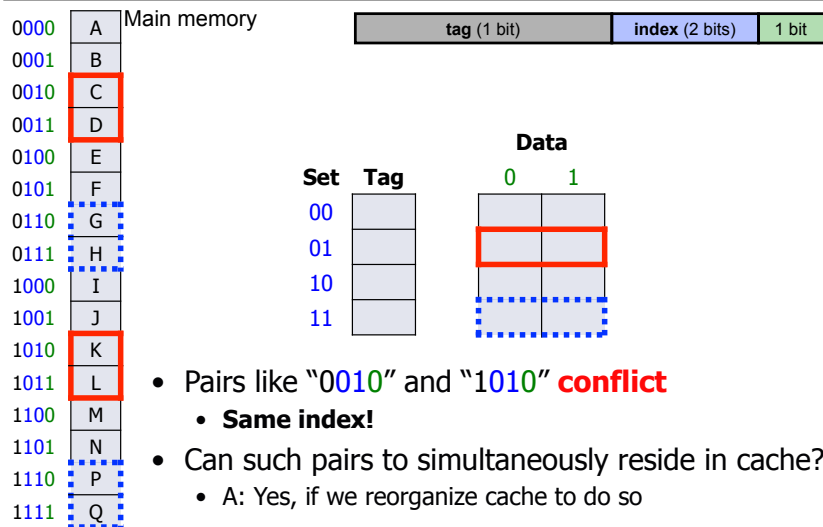 Main memory
tag (1 bit) index (2 bits) 1 bit
0000 A
0001 B
0010 C
0011 D
0100 E
0101 F
0110 G
0111 H
1000 I
1001 J
1010 K
1011 L
1100 M
1101 N
1110 P
1111 Q
Data
Set Tag 0 1
00
01
10
11
• Pairs like “0010” and “1010” conflict
• Same index!
• Can such pairs to simultaneously reside in cache?
• A: Yes, if we reorganize cache to do so